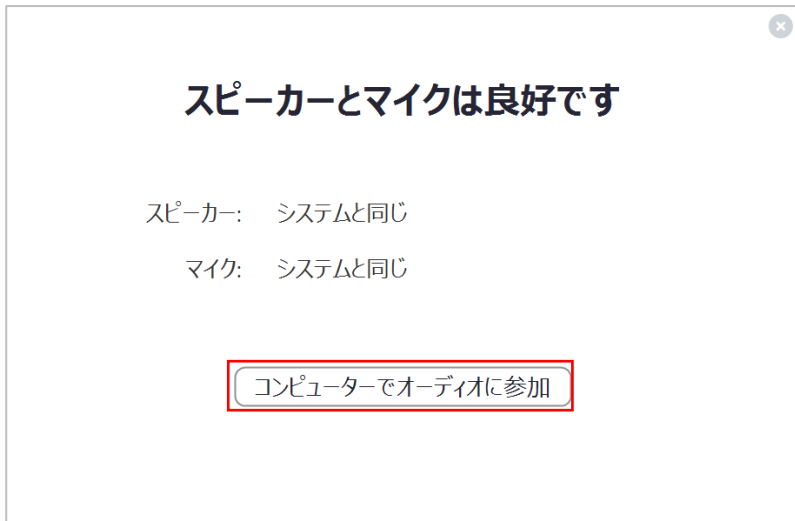 スピーカーとマイクは良好です
スピーカー: システムと同じ
マイク: システムと同じ
コンピューターでオーディオに参加